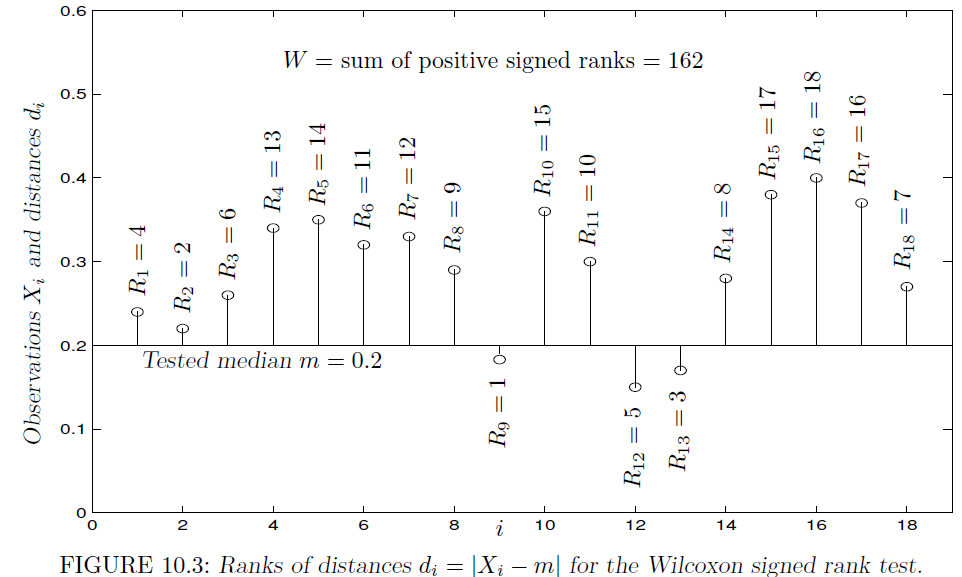 0.6
W = sum of positive signed ranks = 162
0.5
0.4
0.3
0.2
0.1
0
Observations X_i and distances d_i
R_1 = 4
R_2 = 2
R_3 = 6
R_4 = 13
R_5 = 14
R_6 = 11
R_7 = 12
R_8 = 9
R_9 = 1
R_10 = 15
R_11 = 10
R_12 = 5
R_13 = 3
R_14 = 8
R_15 = 17
R_16 = 18
R_17 = 16
R_18 = 7
Tested median m = 0.2
0 2 4 6 8 10 12 14 16 18
i
FIGURE 10.3: Ranks of distances d_i = |X_i − m| for the Wilcoxon signed rank test.